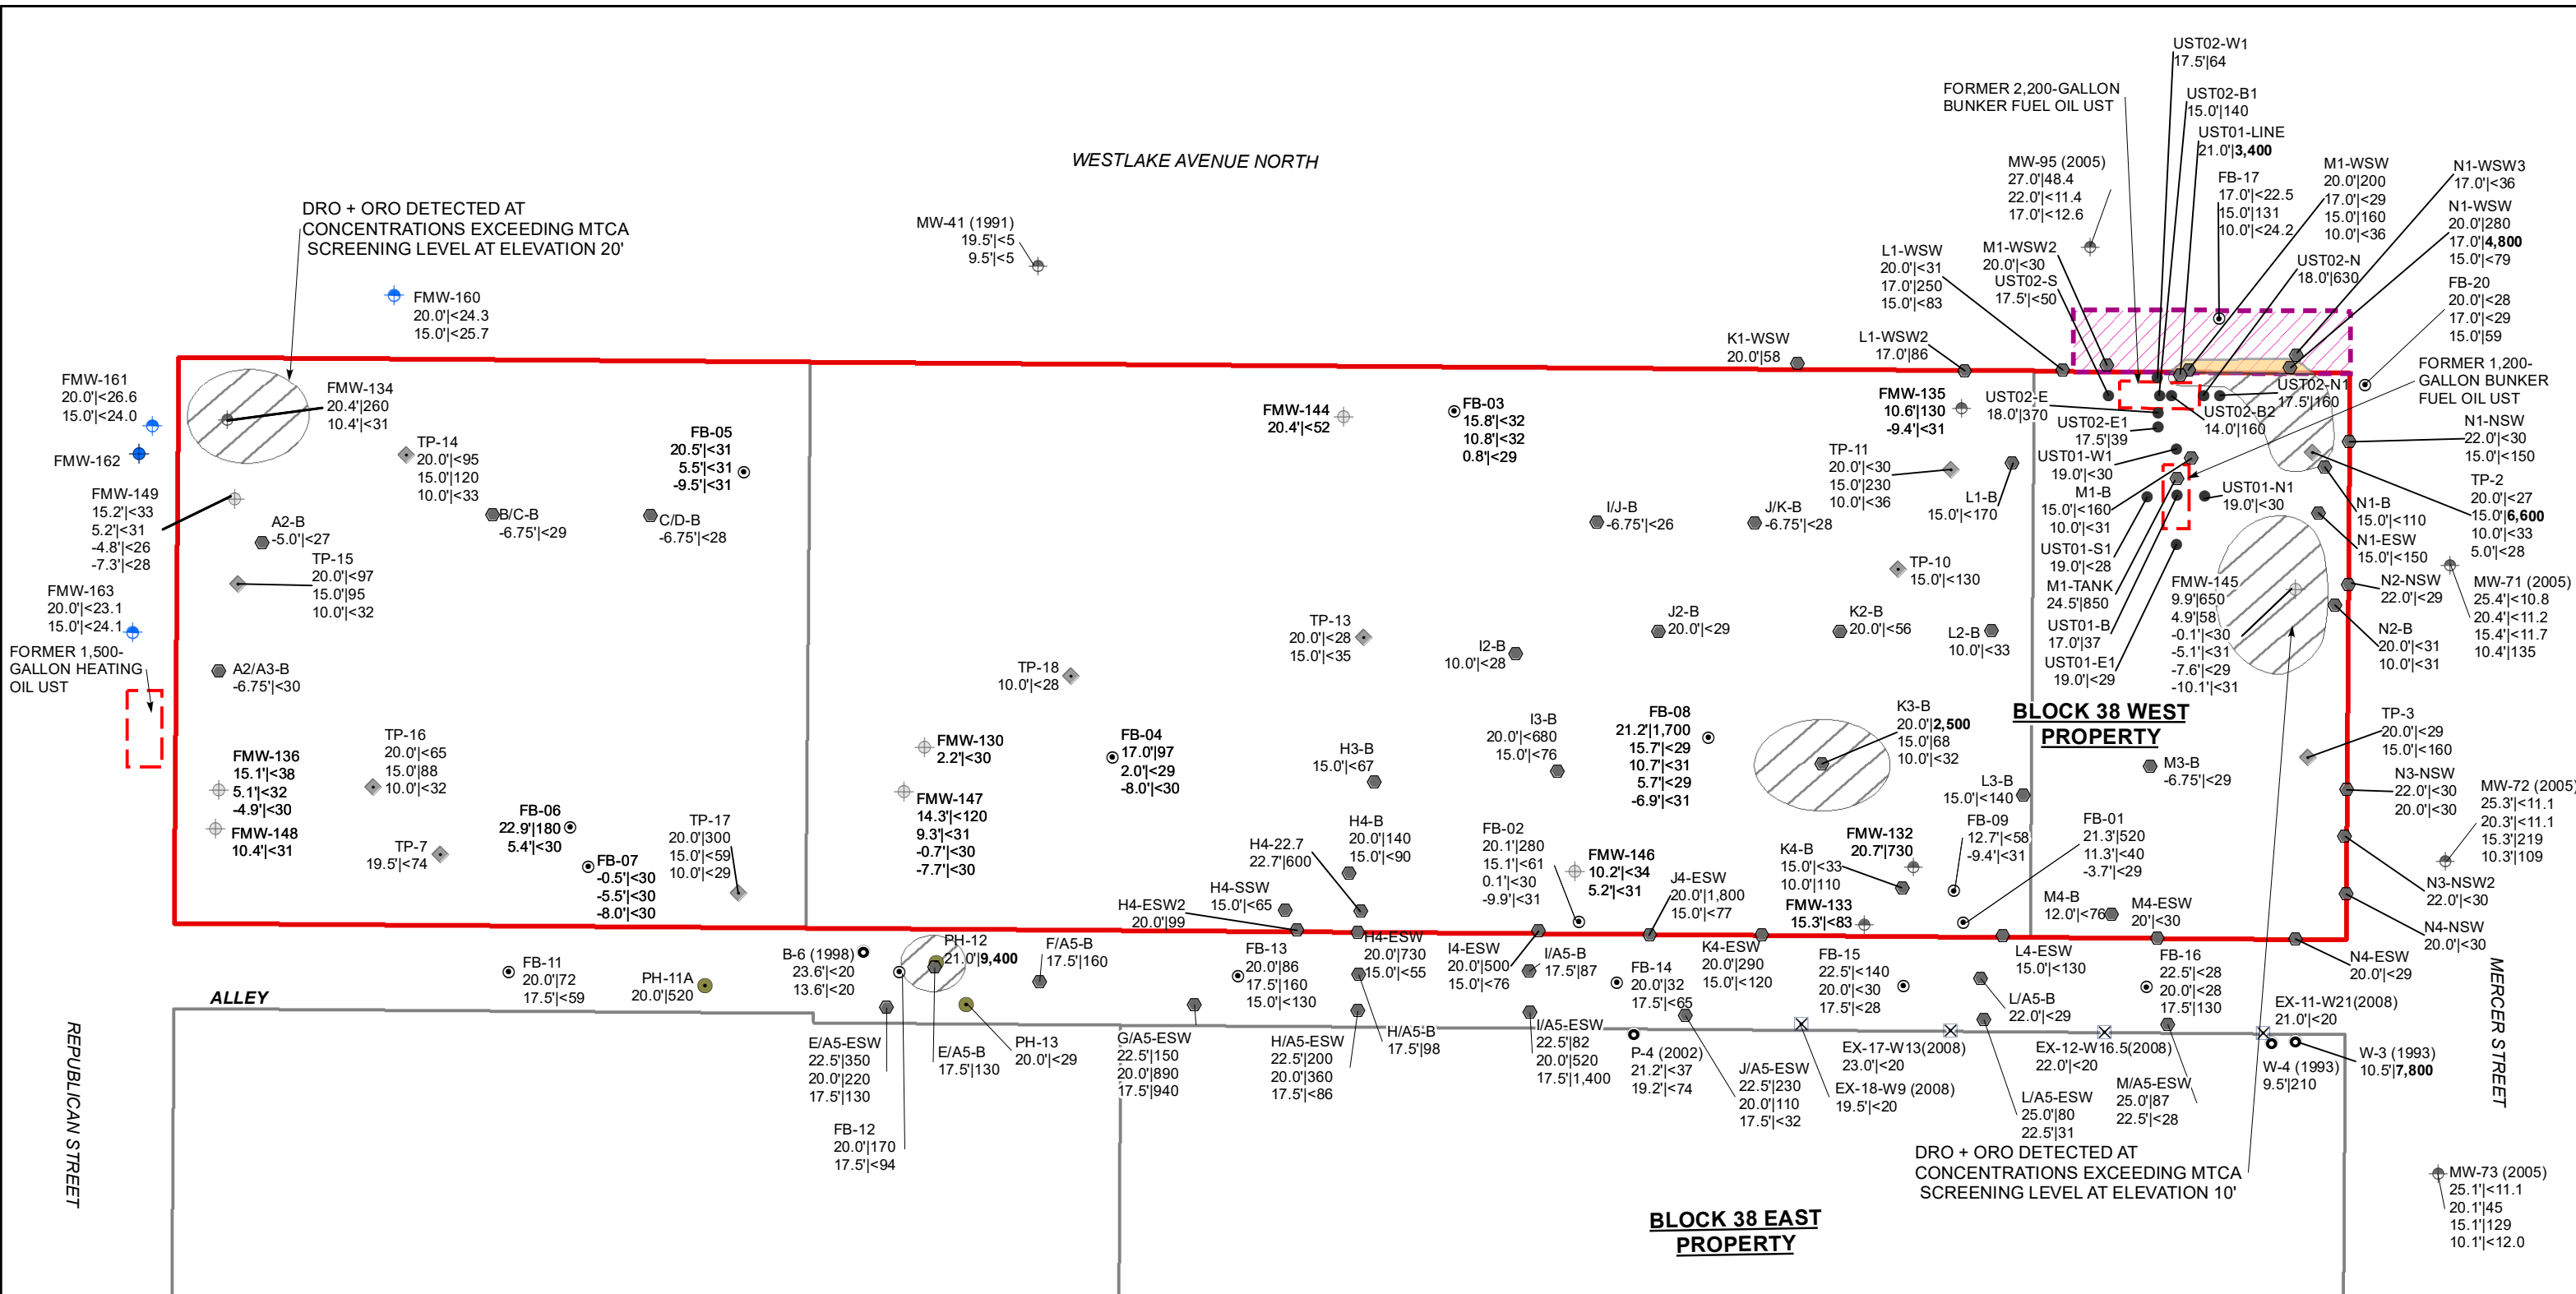 WESTLAKE AVENUE NORTH
DRO + ORO DETECTED AT
CONCENTRATIONS EXCEEDING MTCA
SCREENING LEVEL AT ELEVATION 20'
FMW-160
20.0'|<24.3
15.0'|<25.7
MW-41 (1991)
19.5'|<5
9.5'|<5
FORMER 2,200-GALLON
BUNKER FUEL OIL UST
UST02-W1
17.5'|64
UST02-B1
15.0'|140
UST01-LINE
21.0'|3,400
MW-95 (2005)
27.0'|48.4
22.0'|<11.4
17.0'|<12.6
FB-17
17.0'|<22.5
15.0'|131
10.0'|<24.2
M1-WSW
20.0'|200
17.0'|<29
15.0'|160
10.0'|<36
N1-WSW3
17.0'|<36
N1-WSW
20.0'|280
17.0'|4,800
15.0'|<79
L1-WSW
20.0'|<31
17.0'|250
15.0'|<83
M1-WSW2
20.0'|<30
UST02-S
17.5'|<50
UST02-N
18.0'|630
FB-20
20.0'|<28
17.0'|<29
15.0'|59
K1-WSW
20.0'|58
L1-WSW2
17.0'|86
FORMER 1,200-
GALLON BUNKER
FUEL OIL UST
FMW-161
20.0'|<26.6
15.0'|<24.0
FMW-162
FMW-134
20.4'|260
10.4'|<31
TP-14
20.0'|<95
15.0'|120
10.0'|<33
FB-05
20.5'|<31
5.5'|<31
-9.5'|<31
FMW-144
20.4'|<52
FB-03
15.8'|<32
10.8'|<32
0.8'|<29
FMW-135
10.6'|130
-9.4'|<31
UST02-E
18.0'|370
UST02-E1
17.5'|39
UST02-N1
17.5'|160
UST02-B2
14.0'|160
N1-NSW
22.0'|<30
15.0'|<150
FMW-149
15.2'|<33
5.2'|<31
-4.8'|<26
-7.3'|<28
A2-B
-5.0'|<27
B/C-B
-6.75'|<29
C/D-B
-6.75'|<28
I/J-B
-6.75'|<26
J/K-B
-6.75'|<28
TP-11
20.0'|<30
15.0'|230
10.0'|<36
L1-B
15.0'|<170
UST01-W1
19.0'|<30
M1-B
15.0'|<160
10.0'|<31
UST01-N1
19.0'|<30
TP-2
20.0'|<27
15.0'|6,600
10.0'|<33
5.0'|<28
N1-B
15.0'|<110
N1-ESW
15.0'|<150
TP-15
20.0'|<97
15.0'|95
10.0'|<32
FMW-163
20.0'|<23.1
15.0'|<24.1
FORMER 1,500-
GALLON HEATING
OIL UST
TP-10
15.0'|<130
UST01-S1
19.0'|<28
M1-TANK
24.5'|850
UST01-B
17.0'|37
UST01-E1
19.0'|<29
FMW-145
9.9'|650
4.9'|58
-0.1'|<30
-5.1'|<31
-7.6'|<29
-10.1'|<31
N2-NSW
22.0'|<29
N2-B
20.0'|<31
10.0'|<31
MW-71 (2005)
25.4'|<10.8
20.4'|<11.2
15.4'|<11.7
10.4'|135
A2/A3-B
-6.75'|<30
TP-18
10.0'|<28
TP-13
20.0'|<28
15.0'|<35
I2-B
10.0'|<28
J2-B
20.0'|<29
K2-B
20.0'|<56
L2-B
10.0'|<33
BLOCK 38 WEST
PROPERTY
FMW-136
15.1'|<38
5.1'|<32
-4.9'|<30
FMW-148
10.4'|<31
TP-16
20.0'|<65
15.0'|88
10.0'|<32
TP-7
19.5'|<74
FB-06
22.9'|180
5.4'|<30
FB-07
-0.5'|<30
-5.5'|<30
-8.0'|<30
TP-17
20.0'|300
15.0'|<59
10.0'|<29
FMW-130
2.2'|<30
FMW-147
14.3'|<120
9.3'|<31
-0.7'|<30
-7.7'|<30
FB-04
17.0'|97
2.0'|<29
-8.0'|<30
H3-B
15.0'|<67
I3-B
20.0'|<680
15.0'|<76
FB-08
21.2'|1,700
15.7'|<29
10.7'|<31
5.7'|<29
-6.9'|<31
K3-B
20.0'|2,500
15.0'|68
10.0'|<32
L3-B
15.0'|<140
M3-B
-6.75'|<29
TP-3
20.0'|<29
15.0'|<160
N3-NSW
22.0'|<30
20.0'|<30
MW-72 (2005)
25.3'|<11.1
20.3'|<11.1
15.3'|219
10.3'|109
H4-22.7
22.7'|600
H4-B
20.0'|140
15.0'|<90
H4-SSW
15.0'|<65
H4-ESW2
20.0'|99
FB-02
20.1'|280
15.1'|<61
0.1'|<30
-9.9'|<31
FMW-146
10.2'|<34
5.2'|<31
J4-ESW
20.0'|1,800
15.0'|<77
K4-B
15.0'|<33
10.0'|110
FMW-132
20.7'|730
FMW-133
15.3'|<83
FB-09
12.7'|<58
-9.4'|<31
FB-01
21.3'|520
11.3'|<40
-3.7'|<29
M4-B
12.0'|<76
M4-ESW
20'|<30
N3-NSW2
22.0'|<30
N4-NSW
20.0'|<30
N4-ESW
20.0'|<29
ALLEY
FB-11
20.0'|72
17.5'|<59
PH-11A
20.0'|520
B-6 (1998)
23.6'|<20
13.6'|<20
PH-12
21.0'|9,400
F/A5-B
17.5'|160
FB-13
20.0'|86
17.5'|160
15.0'|<130
H4-ESW
20.0'|730
15.0'|<55
I4-ESW
20.0'|500
15.0'|<76
I/A5-B
17.5'|87
FB-14
20.0'|32
17.5'|<65
K4-ESW
20.0'|290
15.0'|<120
FB-15
22.5'|<140
20.0'|<30
17.5'|<28
L4-ESW
15.0'|<130
L/A5-B
22.0'|<29
FB-16
22.5'|<28
20.0'|<28
17.5'|130
EX-11-W21(2008)
21.0'|<20
REPUBLICAN STREET
MERCER STREET
E/A5-ESW
22.5'|350
20.0'|220
17.5'|130
E/A5-B
17.5'|130
PH-13
20.0'|<29
G/A5-ESW
22.5'|150
20.0'|890
17.5'|940
H/A5-ESW
22.5'|200
20.0'|360
17.5'|<86
H/A5-B
17.5'|98
I/A5-ESW
22.5'|82
20.0'|520
17.5'|1,400
P-4 (2002)
21.2'|<37
19.2'|<74
J/A5-ESW
22.5'|230
20.0'|110
17.5'|<32
EX-17-W13(2008)
23.0'|<20
EX-18-W9 (2008)
19.5'|<20
EX-12-W16.5(2008)
22.0'|<20
L/A5-ESW
25.0'|80
22.5'|31
M/A5-ESW
25.0'|87
22.5'|<28
W-4 (1993)
9.5'|210
W-3 (1993)
10.5'|7,800
FB-12
20.0'|170
17.5'|<94
DRO + ORO DETECTED AT
CONCENTRATIONS EXCEEDING MTCA
SCREENING LEVEL AT ELEVATION 10'
MW-73 (2005)
25.1'|<11.1
20.1'|45
15.1'|129
10.1'|<12.0
BLOCK 38 EAST
PROPERTY